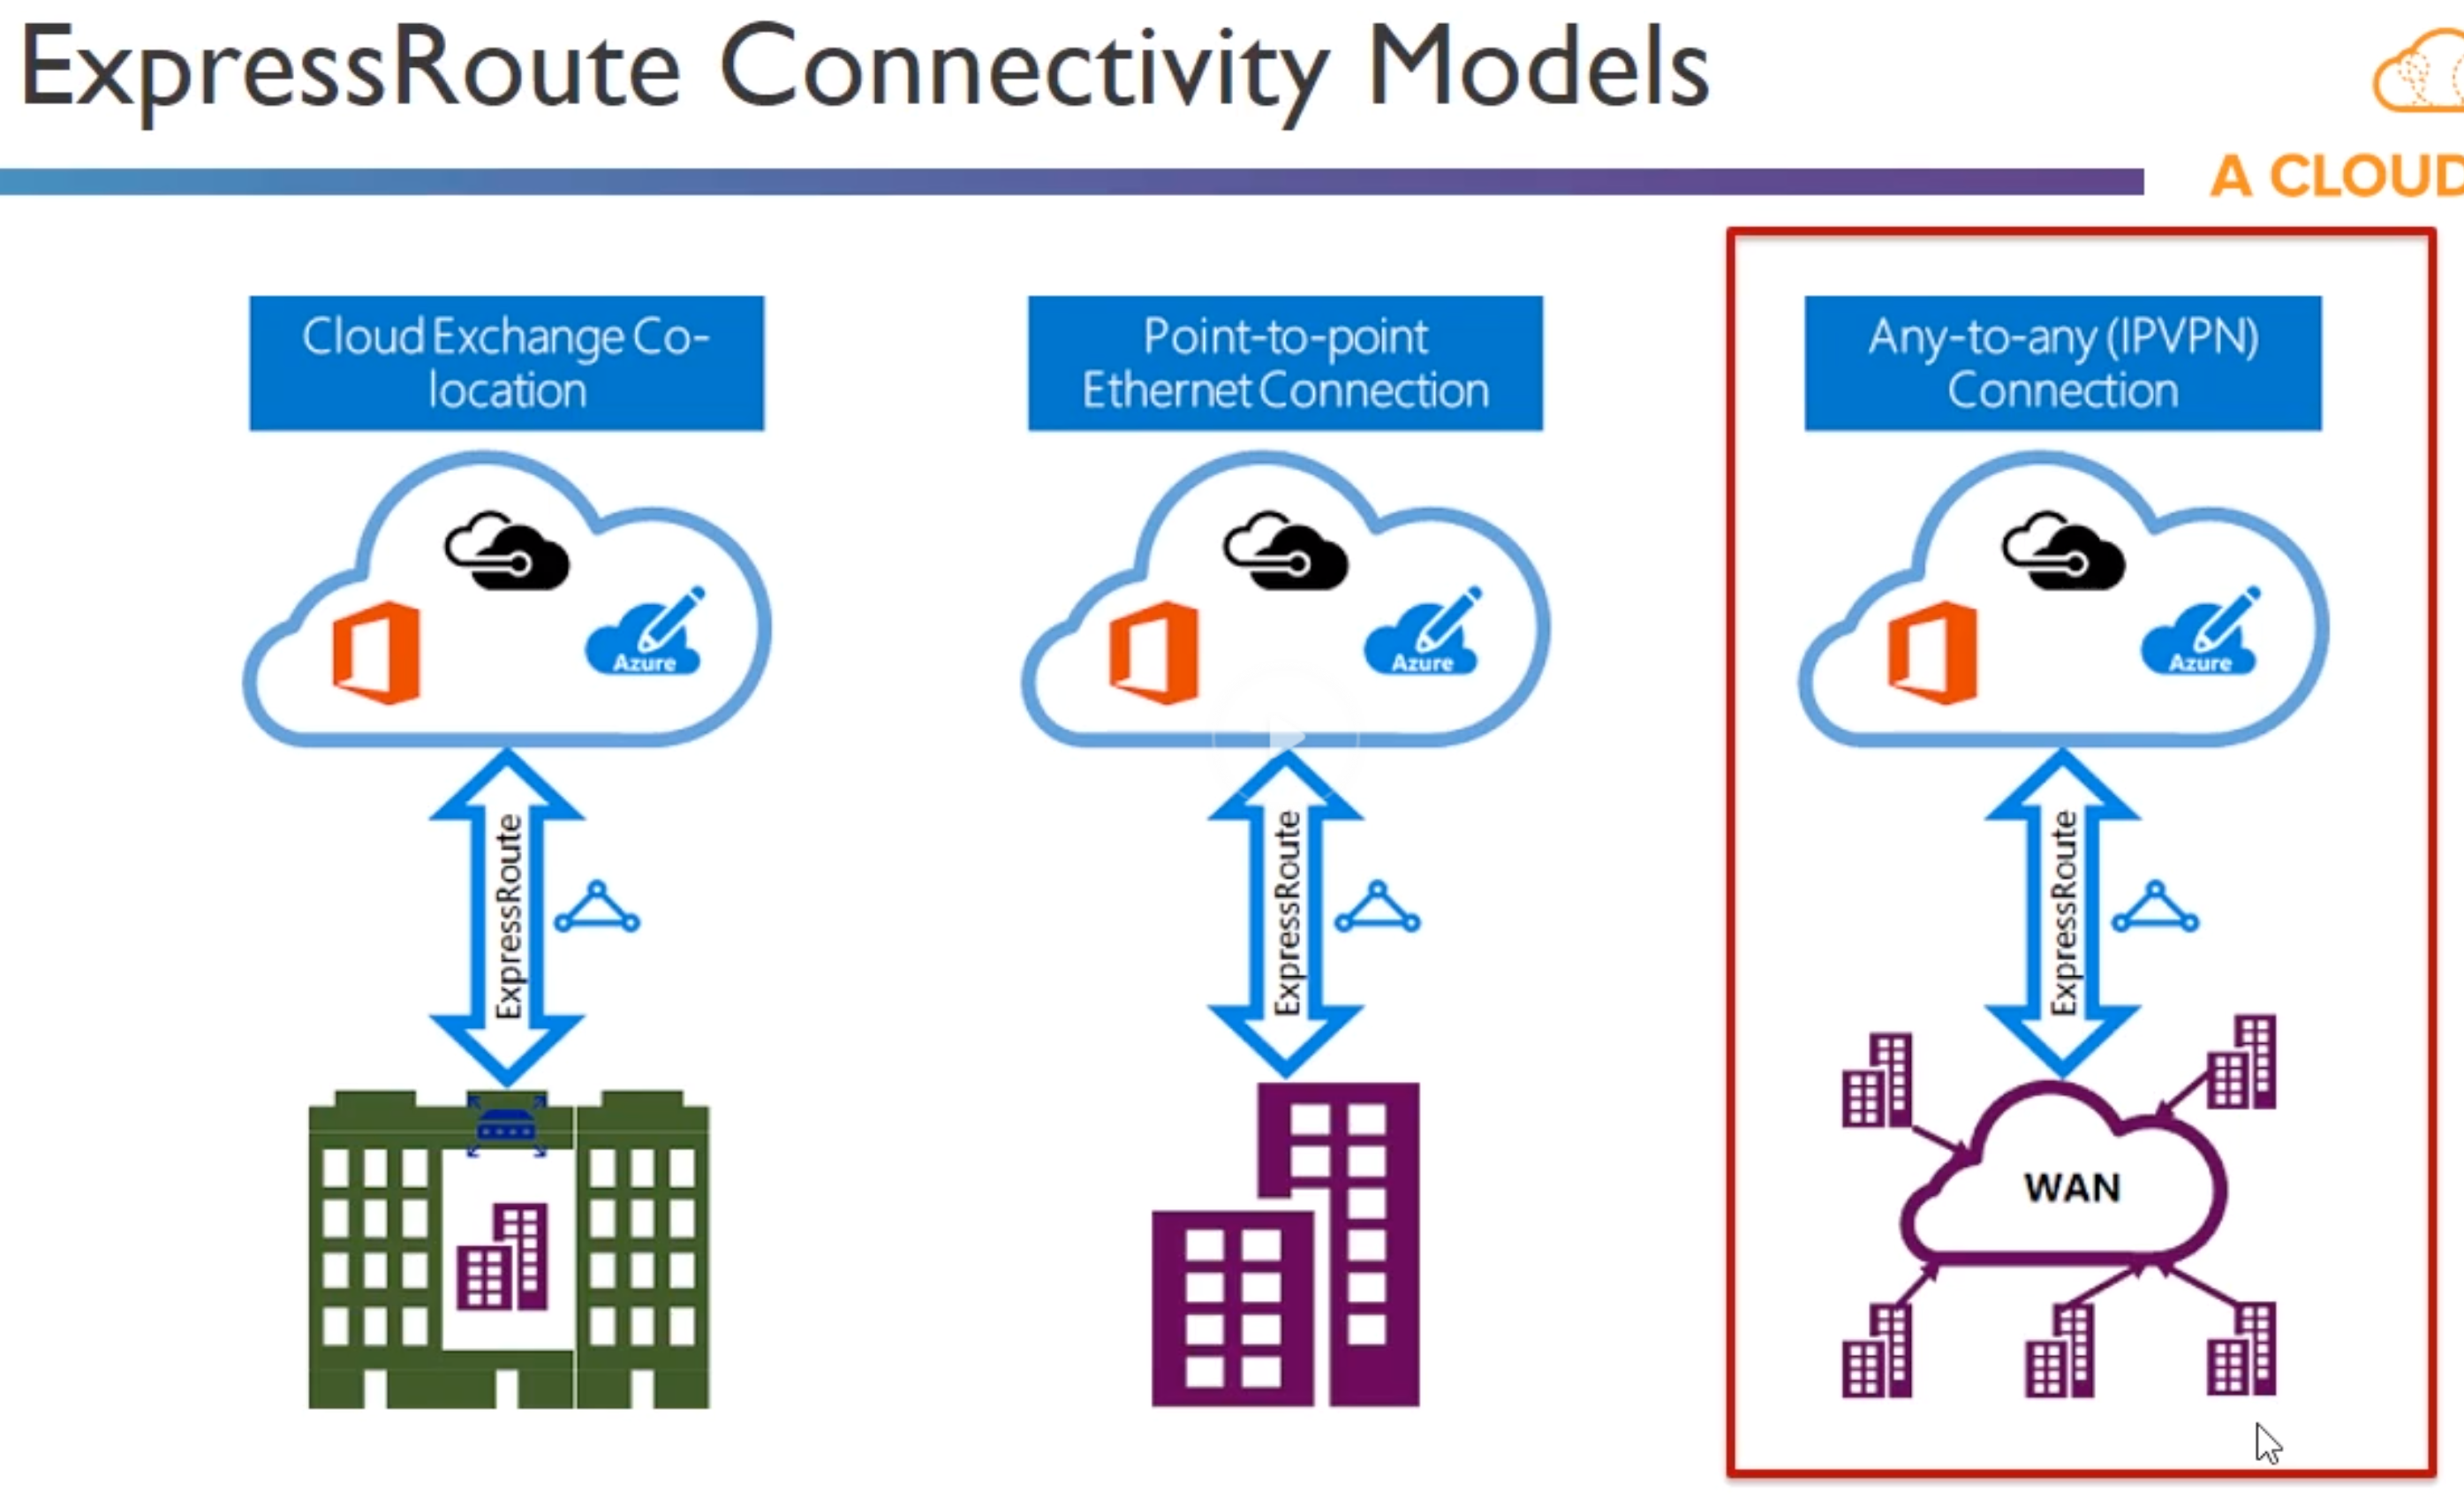 ExpressRoute Connectivity Models
A CLOUD
Cloud Exchange Co-
location
Point-to-point
Ethernet Connection
Any-to-any (IPVPN)
Connection
Azure
Azure
Azure
ExpressRoute
ExpressRoute
ExpressRoute
WAN